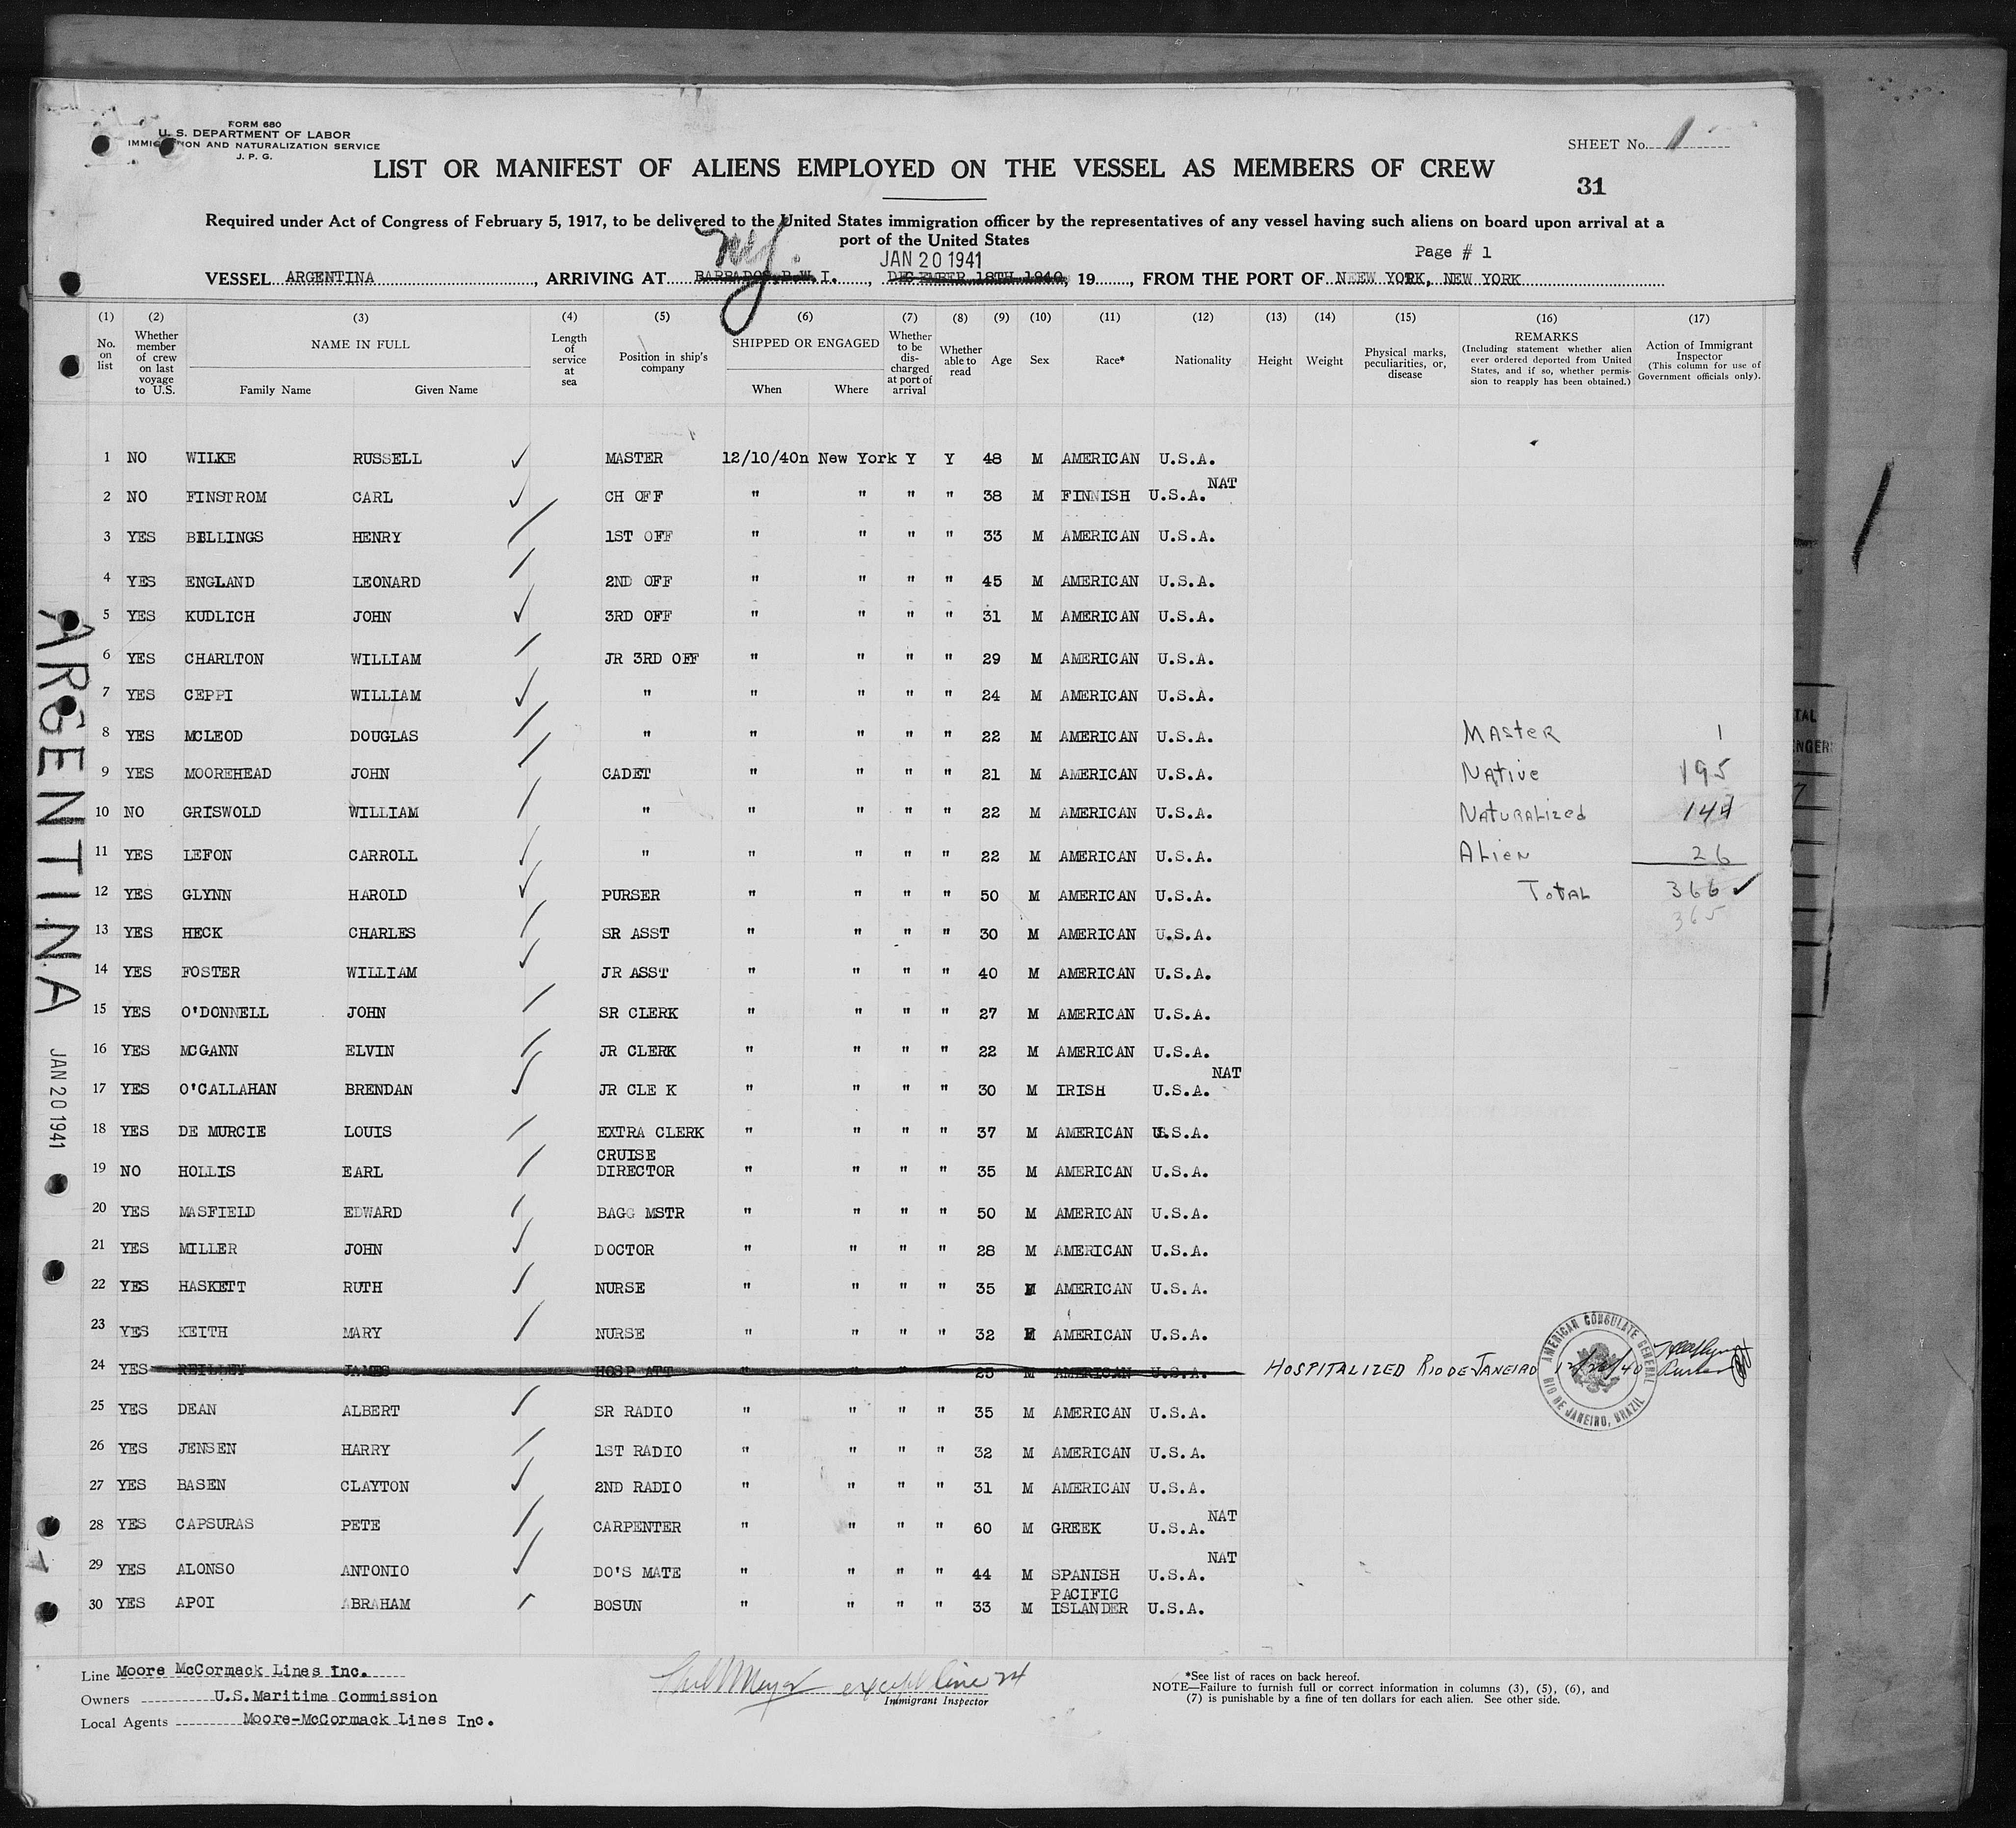 FORM 680
U. S. DEPARTMENT OF LABOR
IMMIGRATION AND NATURALIZATION SERVICE
J. P. G.
SHEET No. 1
LIST OR MANIFEST OF ALIENS EMPLOYED ON THE VESSEL AS MEMBERS OF CREW
31
Required under Act of Congress of February 5, 1917, to be delivered to the United States immigration officer by the representatives of any vessel having such aliens on board upon arrival at a
port of the United States
Page # 1
JAN 20 1941
VESSEL ARGENTINA, ARRIVING AT BARBADOS, B.W.I., DECEMBER 18TH 1940, 19, FROM THE PORT OF NEEW YORK, NEW YORK
(1) (2) (3) (4) (5) (6) (7) (8) (9) (10) (11) (12) (13) (14) (15) (16) (17)
No. on list
Whether member of crew on last voyage to U.S.
NAME IN FULL
Family Name Given Name
Length of service at sea
Position in ship's company
SHIPPED OR ENGAGED
When Where
Whether to be discharged at port of arrival
Whether able to read
Age
Sex
Race*
Nationality
Height
Weight
Physical marks, peculiarities, or, disease
REMARKS
(Including statement whether alien ever ordered deported from United States, and if so, whether permission to reapply has been obtained.)
Action of Immigrant Inspector
(This column for use of Government officials only).
1 NO WILKE RUSSELL MASTER 12/10/40n New York Y Y 48 M AMERICAN U.S.A.
2 NO FINSTROM CARL CH OFF " " " " 38 M FINNISH U.S.A. NAT
3 YES BILLINGS HENRY 1ST OFF " " " " 33 M AMERICAN U.S.A.
4 YES ENGLAND LEONARD 2ND OFF " " " " 45 M AMERICAN U.S.A.
5 YES KUDLICH JOHN 3RD OFF " " " " 31 M AMERICAN U.S.A.
6 YES CHARLTON WILLIAM JR 3RD OFF " " " " 29 M AMERICAN U.S.A.
7 YES CEPPI WILLIAM " " " " " 24 M AMERICAN U.S.A.
8 YES MCLEOD DOUGLAS " " " " " 22 M AMERICAN U.S.A. Master 1
9 YES MOOREHEAD JOHN CADET " " " " 21 M AMERICAN U.S.A. Native 195
10 NO GRISWOLD WILLIAM " " " " " 22 M AMERICAN U.S.A. Naturalized 144
11 YES LEFON CARROLL " " " " " 22 M AMERICAN U.S.A. Alien 26
12 YES GLYNN HAROLD PURSER " " " " 50 M AMERICAN U.S.A. Total 366
365
13 YES HECK CHARLES SR ASST " " " " 30 M AMERICAN U.S.A.
14 YES FOSTER WILLIAM JR ASST " " " " 40 M AMERICAN U.S.A.
15 YES O'DONNELL JOHN SR CLERK " " " " 27 M AMERICAN U.S.A.
16 YES MCGANN ELVIN JR CLERK " " " " 22 M AMERICAN U.S.A.
17 YES O'CALLAHAN BRENDAN JR CLE K " " " " 30 M IRISH U.S.A. NAT
18 YES DE MURCIE LOUIS EXTRA CLERK " " " " 37 M AMERICAN U.S.A.
19 NO HOLLIS EARL CRUISE DIRECTOR " " " " 35 M AMERICAN U.S.A.
20 YES MASFIELD EDWARD BAGG MSTR " " " " 50 M AMERICAN U.S.A.
21 YES MILLER JOHN DOCTOR " " " " 28 M AMERICAN U.S.A.
22 YES HASKETT RUTH NURSE " " " " 35 F AMERICAN U.S.A.
23 YES KEITH MARY NURSE " " " " 32 F AMERICAN U.S.A.
24 YES REILLEY JAMES HOSP ATT " " " 25 M AMERICAN U.S.A. HOSPITALIZED RIO DE JANEIRO 12/26/40 Purser
AMERICAN CONSULATE GENERAL
RIO DE JANEIRO, BRAZIL
25 YES DEAN ALBERT SR RADIO " " " " 35 M AMERICAN U.S.A.
26 YES JENSEN HARRY 1ST RADIO " " " " 32 M AMERICAN U.S.A.
27 YES BASEN CLAYTON 2ND RADIO " " " " 31 M AMERICAN U.S.A.
28 YES CAPSURAS PETE CARPENTER " " " " 60 M GREEK U.S.A. NAT
29 YES ALONSO ANTONIO DO'S MATE " " " " 44 M SPANISH U.S.A. NAT
30 YES APOI ABRAHAM BOSUN " " " " 33 M PACIFIC ISLANDER U.S.A.
ARGENTINA
JAN 20 1941
Line Moore McCormack Lines Inc.
Owners U.S.Maritime Commission
Local Agents Moore-McCormack Lines Inc.
except line 24
Immigrant Inspector
*See list of races on back hereof.
NOTE—Failure to furnish full or correct information in columns (3), (5), (6), and
(7) is punishable by a fine of ten dollars for each alien. See other side.